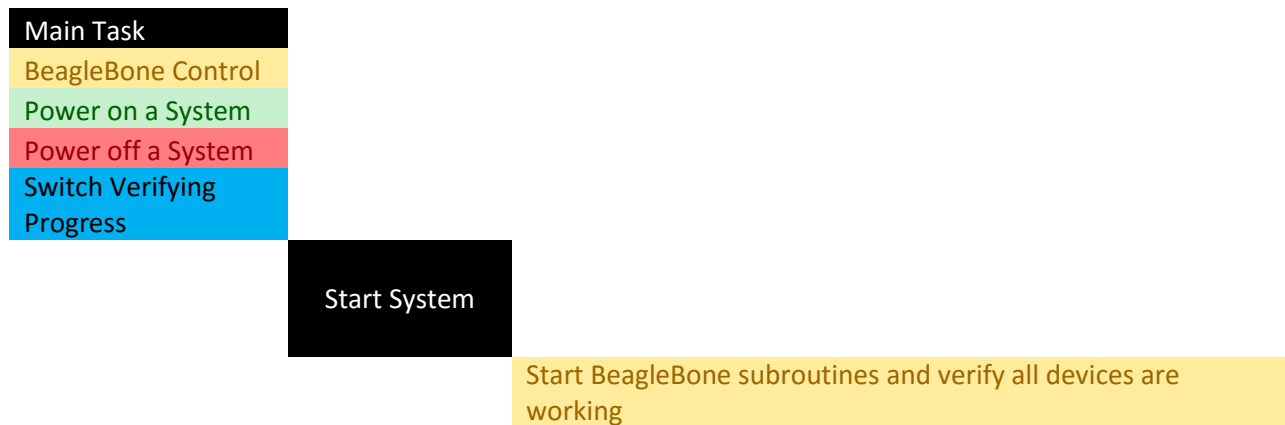 Main Task
BeagleBone Control
Power on a System
Power off a System
Switch Verifying
Progress
Start System
Start BeagleBone subroutines and verify all devices are
working